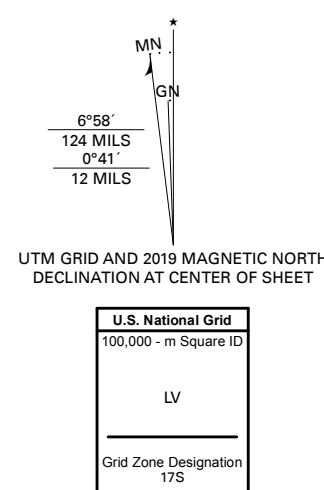 ★
MN
GN
6°58´
124 MILS
0°41´
12 MILS
UTM GRID AND 2019 MAGNETIC NORTH
DECLINATION AT CENTER OF SHEET
U.S. National Grid
100,000 - m Square ID
LV
Grid Zone Designation
17S